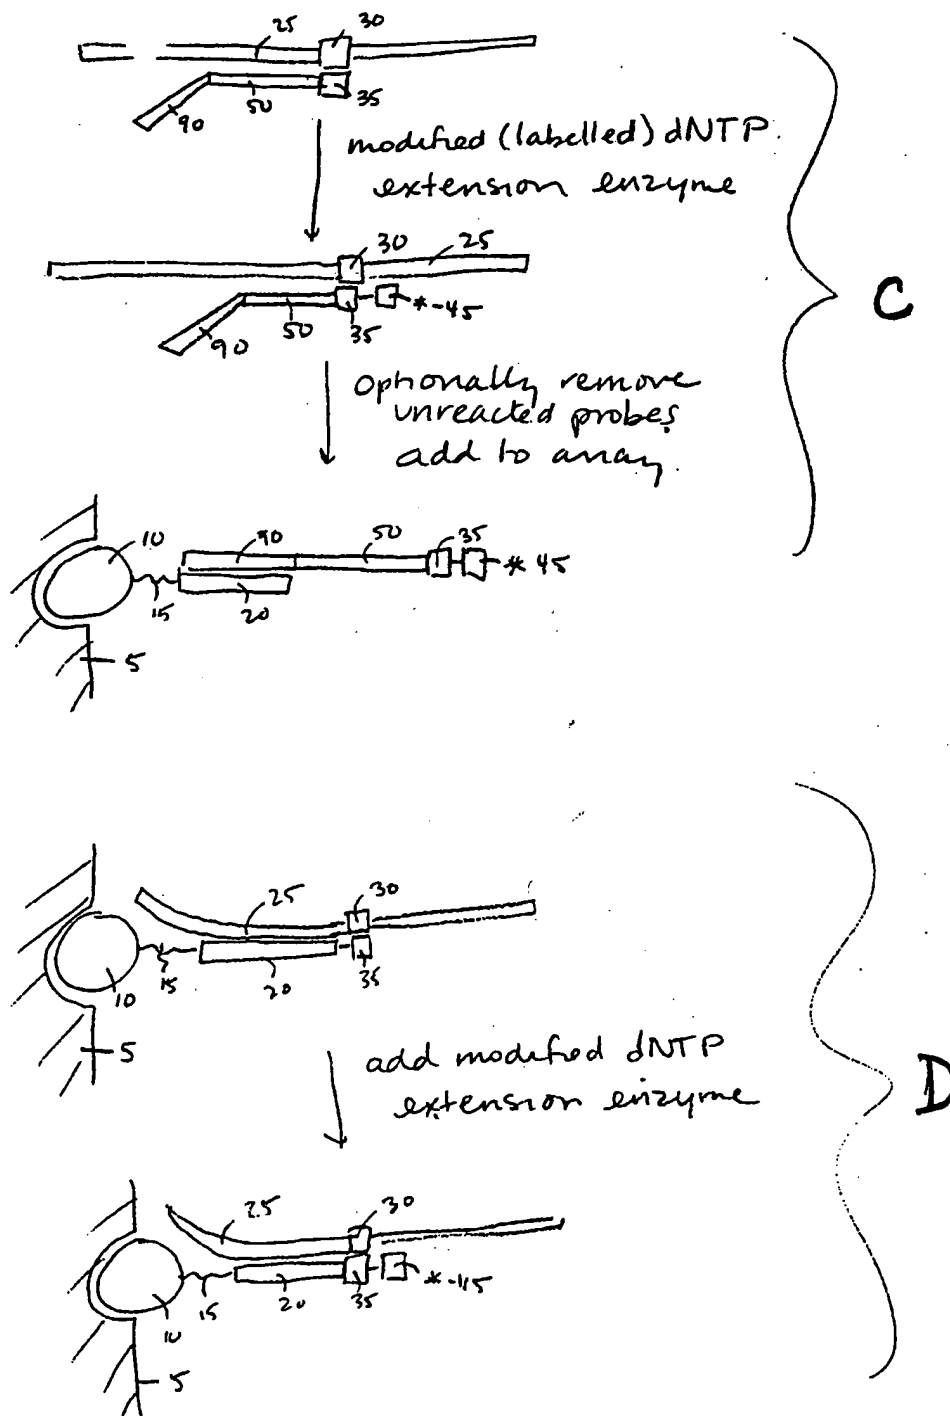 25 30
50 35
90
modified (labelled) dNTP
extension enzyme
30 25
50 35 *-45
90
C
optionally remove
unreacted probes
add to array
10 90 50 35 * 45
15 20
5
25 30
10 15 20 35
5
add modified dNTP
extension enzyme
D
25 30
15 20 35 *-45
10
5